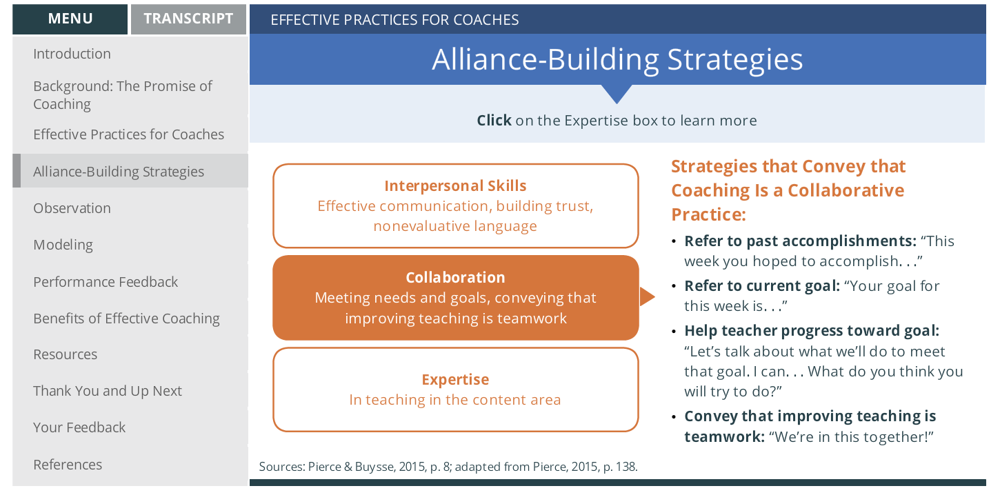 MENU
TRANSCRIPT
Introduction
Background: The Promise of
Coaching
Effective Practices for Coaches
Alliance-Building Strategies
Observation
Modeling
Performance Feedback
Benefits of Effective Coaching
Resources
Thank You and Up Next
Your Feedback
References
EFFECTIVE PRACTICES FOR COACHES
Alliance-Building Strategies
Click on the Expertise box to learn more
Interpersonal Skills
Effective communication, building trust,
nonevaluative language
Collaboration
Meeting needs and goals, conveying that
improving teaching is teamwork
Expertise
In teaching in the content area
Strategies that Convey that
Coaching Is a Collaborative
Practice:
• Refer to past accomplishments: “This
week you hoped to accomplish. . .”
• Refer to current goal: “Your goal for
this week is. . .”
• Help teacher progress toward goal:
“Let’s talk about what we’ll do to meet
that goal. I can. . . What do you think you
will try to do?”
• Convey that improving teaching is
teamwork: “We’re in this together!”
Sources: Pierce & Buysse, 2015, p. 8; adapted from Pierce, 2015, p. 138.